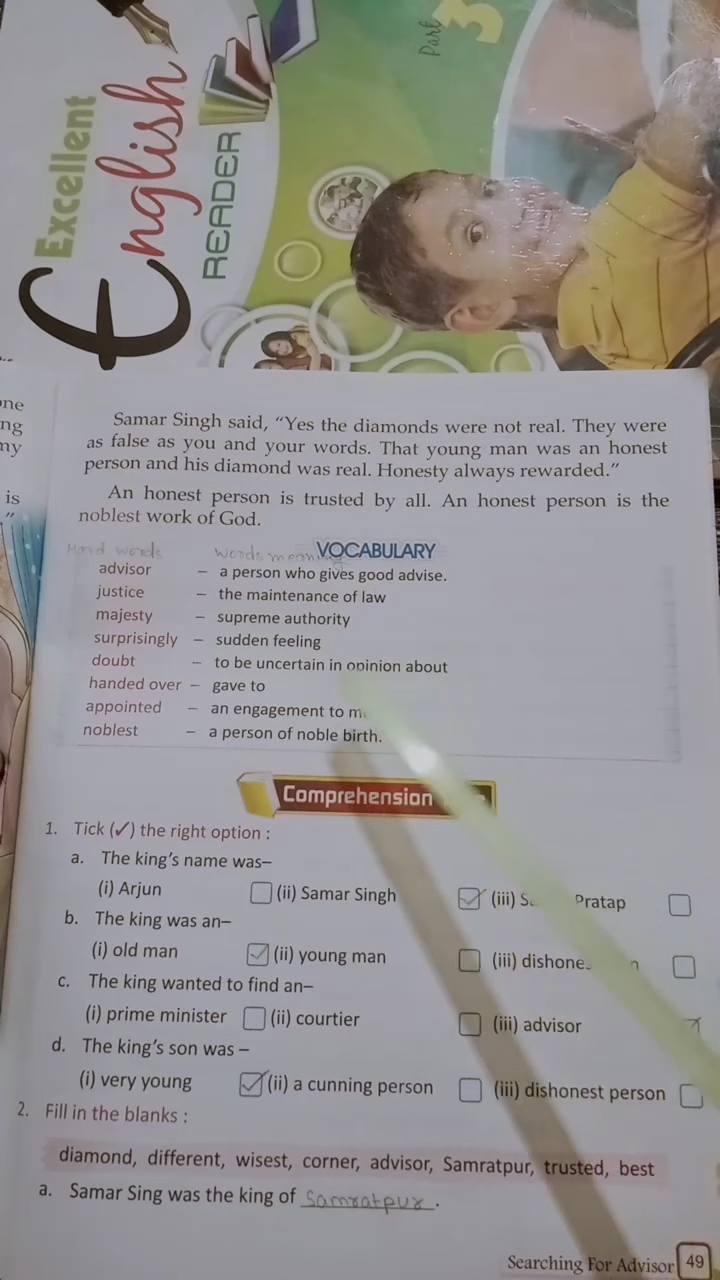 Excellent
English
READER
Part 3
one
ng
my
is
"
Samar Singh said, “Yes the diamonds were not real. They were
as false as you and your words. That young man was an honest
person and his diamond was real. Honesty always rewarded.”
An honest person is trusted by all. An honest person is the
noblest work of God.
Hard words Words meaning VOCABULARY
advisor – a person who gives good advise.
justice – the maintenance of law
majesty – supreme authority
surprisingly – sudden feeling
doubt – to be uncertain in opinion about
handed over – gave to
appointed – an engagement to
noblest – a person of noble birth.
Comprehension
1. Tick (✓) the right option :
a. The king's name was–
(i) Arjun (ii) Samar Singh (iii) Pratap
b. The king was an–
(i) old man (ii) young man (iii)
c. The king wanted to find an–
(i) prime minister (ii) courtier (iii) advisor
d. The king's son was –
(i) very young (ii) a cunning person (iii) dishonest person
2. Fill in the blanks :
diamond, different, wisest, corner, advisor, Samratpur, trusted, best
a. Samar Sing was the king of Samratpur.
Searching For Advisor 49